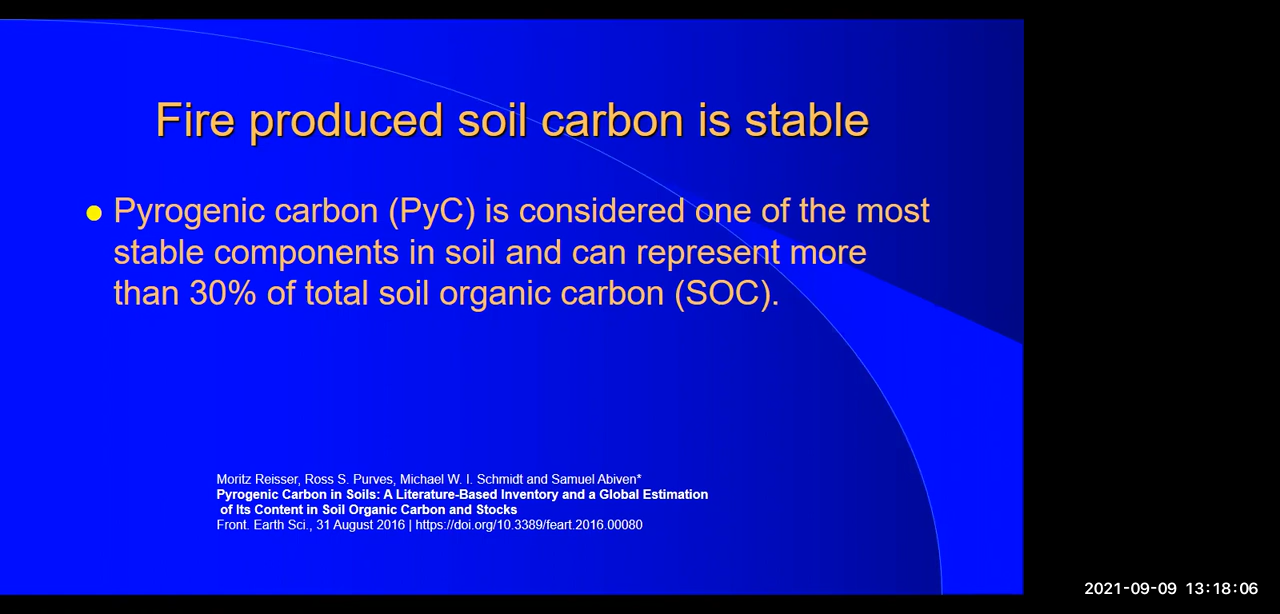 Fire produced soil carbon is stable
Pyrogenic carbon (PyC) is considered one of the most
stable components in soil and can represent more
than 30% of total soil organic carbon (SOC).
Moritz Reisser, Ross S. Purves, Michael W. I. Schmidt and Samuel Abiven*
Pyrogenic Carbon in Soils: A Literature-Based Inventory and a Global Estimation
of Its Content in Soil Organic Carbon and Stocks
Front. Earth Sci., 31 August 2016 | https://doi.org/10.3389/feart.2016.00080
2021-09-09 13:18:06